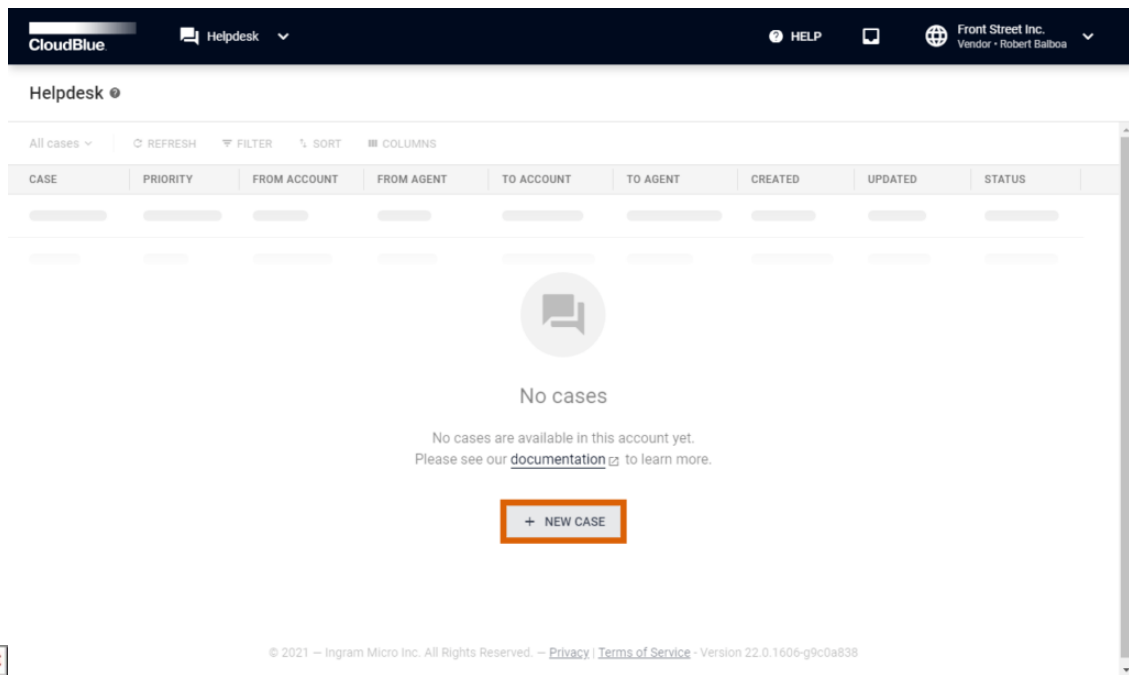 CloudBlue.
Helpdesk
HELP
Front Street Inc.
Vendor • Robert Balboa
Helpdesk
All cases
REFRESH
FILTER
SORT
COLUMNS
CASE
PRIORITY
FROM ACCOUNT
FROM AGENT
TO ACCOUNT
TO AGENT
CREATED
UPDATED
STATUS
No cases
No cases are available in this account yet.
Please see our documentation to learn more.
+ NEW CASE
© 2021 — Ingram Micro Inc. All Rights Reserved. — Privacy | Terms of Service - Version 22.0.1606-g9c0a838